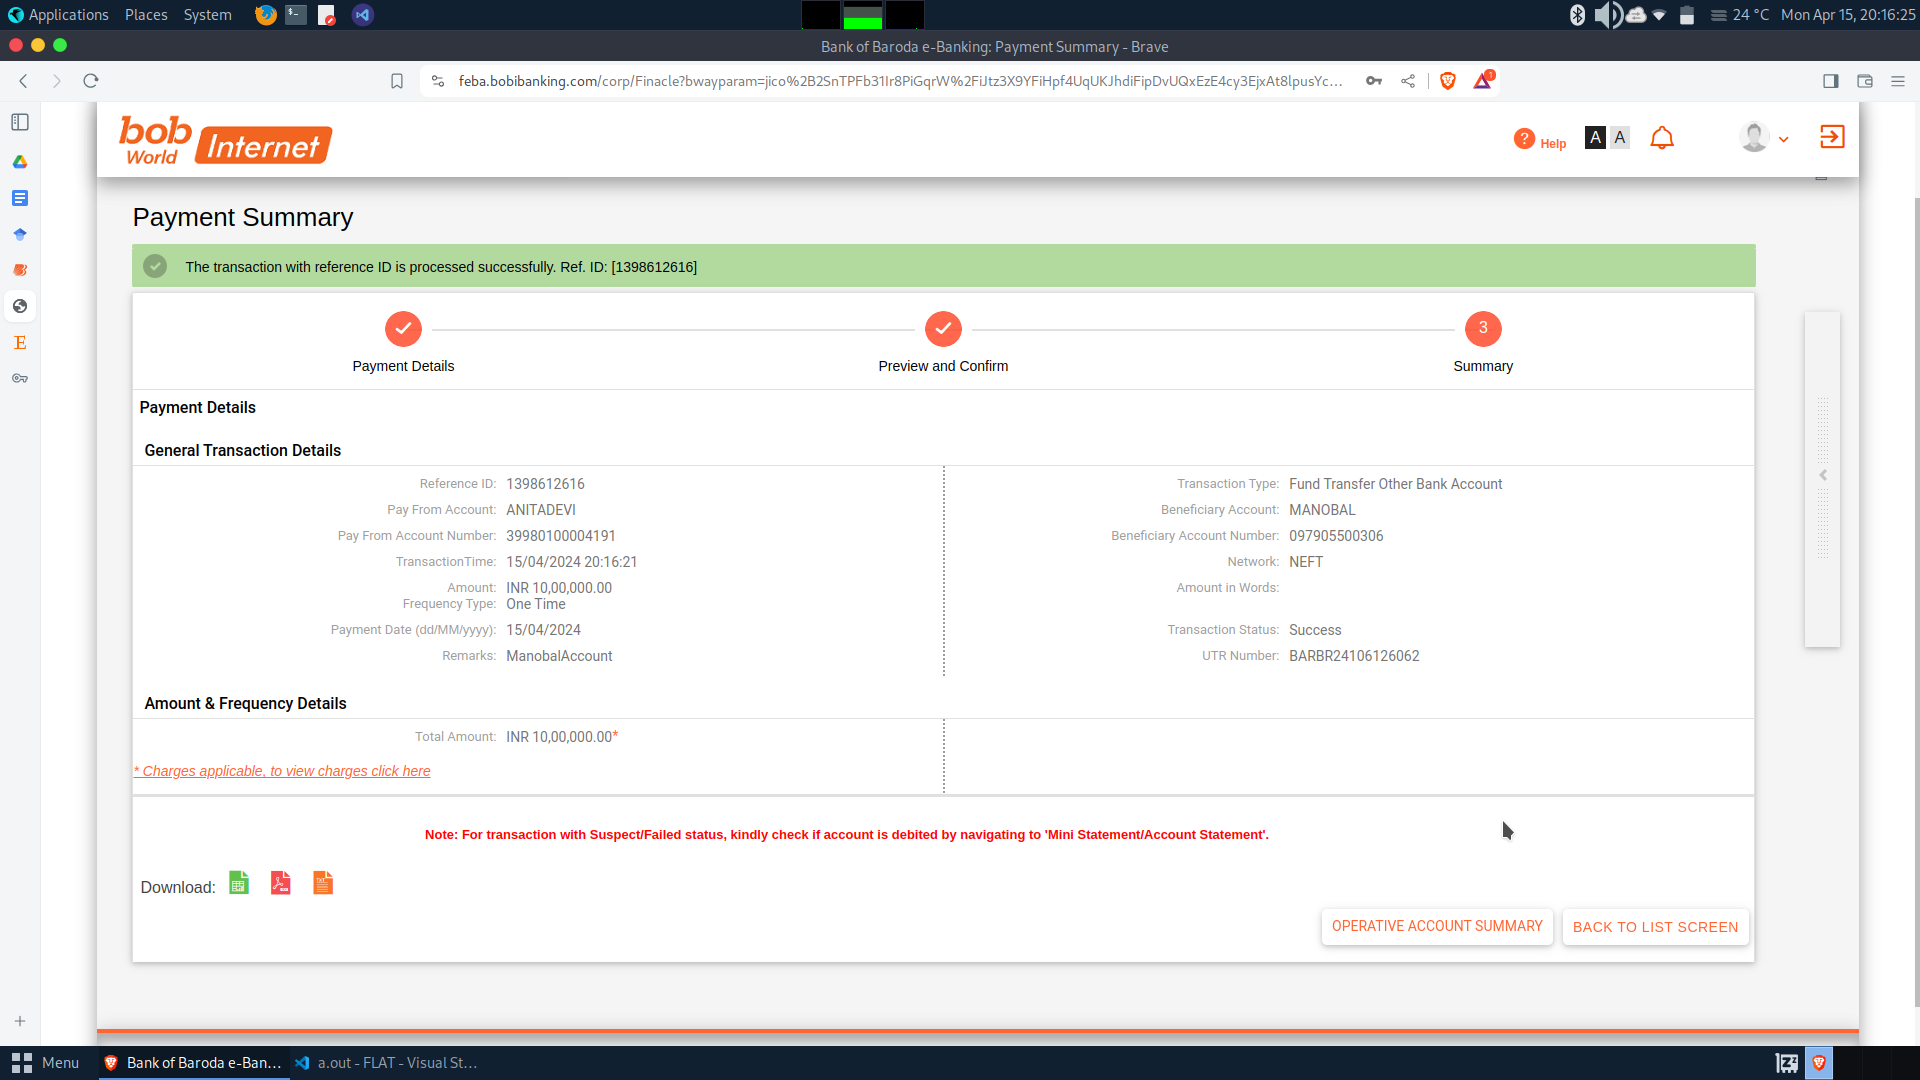 Applications Places System
24 °C Mon Apr 15, 20:16:25
Bank of Baroda e-Banking: Payment Summary - Brave
feba.bobibanking.com/corp/Finacle?bwayparam=jico%2B2SnTPFb31Ir8PiGqrW%2FiJtz3X9YFiHpf4UqUKJhdiFipDvUQxEzE4cy3EjxAt8lpusYc...
1
bob
World Internet
? Help A A
Payment Summary
The transaction with reference ID is processed successfully. Ref. ID: [1398612616]
3
Payment Details Preview and Confirm Summary
Payment Details
General Transaction Details
Reference ID: 1398612616 Transaction Type: Fund Transfer Other Bank Account
Pay From Account: ANITADEVI Beneficiary Account: MANOBAL
Pay From Account Number: 39980100004191 Beneficiary Account Number: 097905500306
TransactionTime: 15/04/2024 20:16:21 Network: NEFT
Amount: INR 10,00,000.00 Amount in Words:
Frequency Type: One Time
Payment Date (dd/MM/yyyy): 15/04/2024 Transaction Status: Success
Remarks: ManobalAccount UTR Number: BARBR24106126062
Amount & Frequency Details
Total Amount: INR 10,00,000.00*
* Charges applicable, to view charges click here
Note: For transaction with Suspect/Failed status, kindly check if account is debited by navigating to 'Mini Statement/Account Statement'.
Download:
OPERATIVE ACCOUNT SUMMARY BACK TO LIST SCREEN
Menu Bank of Baroda e-Ban... a.out - FLAT - Visual St...